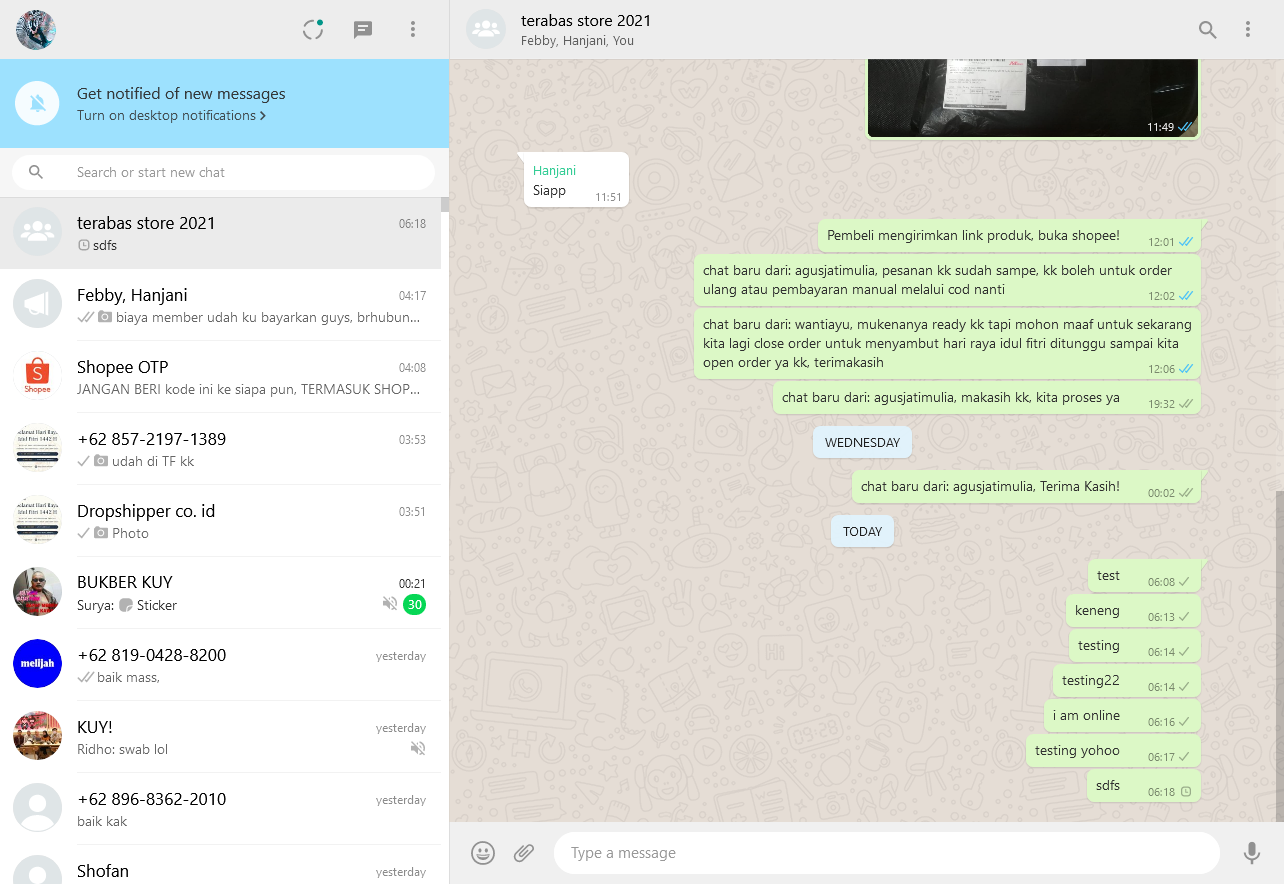 Get notified of new messages
Turn on desktop notifications
Search or start new chat
terabas store 2021
06:18
sdfs
Febby, Hanjani
04:17
biaya member udah ku bayarkan guys, brhubun...
Shopee OTP
04:08
JANGAN BERI kode ini ke siapa pun, TERMASUK SHOP...
Shopee
+62 857-2197-1389
03:53
udah di TF kk
Dropshipper co. id
03:51
Photo
BUKBER KUY
00:21
Surya: Sticker
30
melijah
+62 819-0428-8200
yesterday
baik mass,
KUY!
yesterday
Ridho: swab lol
+62 896-8362-2010
yesterday
baik kak
Shofan
yesterday
terabas store 2021
Febby, Hanjani, You
11:49
Hanjani
Siapp
11:51
Pembeli mengirimkan link produk, buka shopee!
12:01
chat baru dari: agusjatimulia, pesanan kk sudah sampe, kk boleh untuk order
ulang atau pembayaran manual melalui cod nanti
12:02
chat baru dari: wantiayu, mukenanya ready kk tapi mohon maaf untuk sekarang
kita lagi close order untuk menyambut hari raya idul fitri ditunggu sampai kita
open order ya kk, terimakasih
12:06
chat baru dari: agusjatimulia, makasih kk, kita proses ya
19:32
WEDNESDAY
chat baru dari: agusjatimulia, Terima Kasih!
00:02
TODAY
test
06:08
keneng
06:13
testing
06:14
testing22
06:14
i am online
06:16
testing yohoo
06:17
sdfs
06:18
Type a message